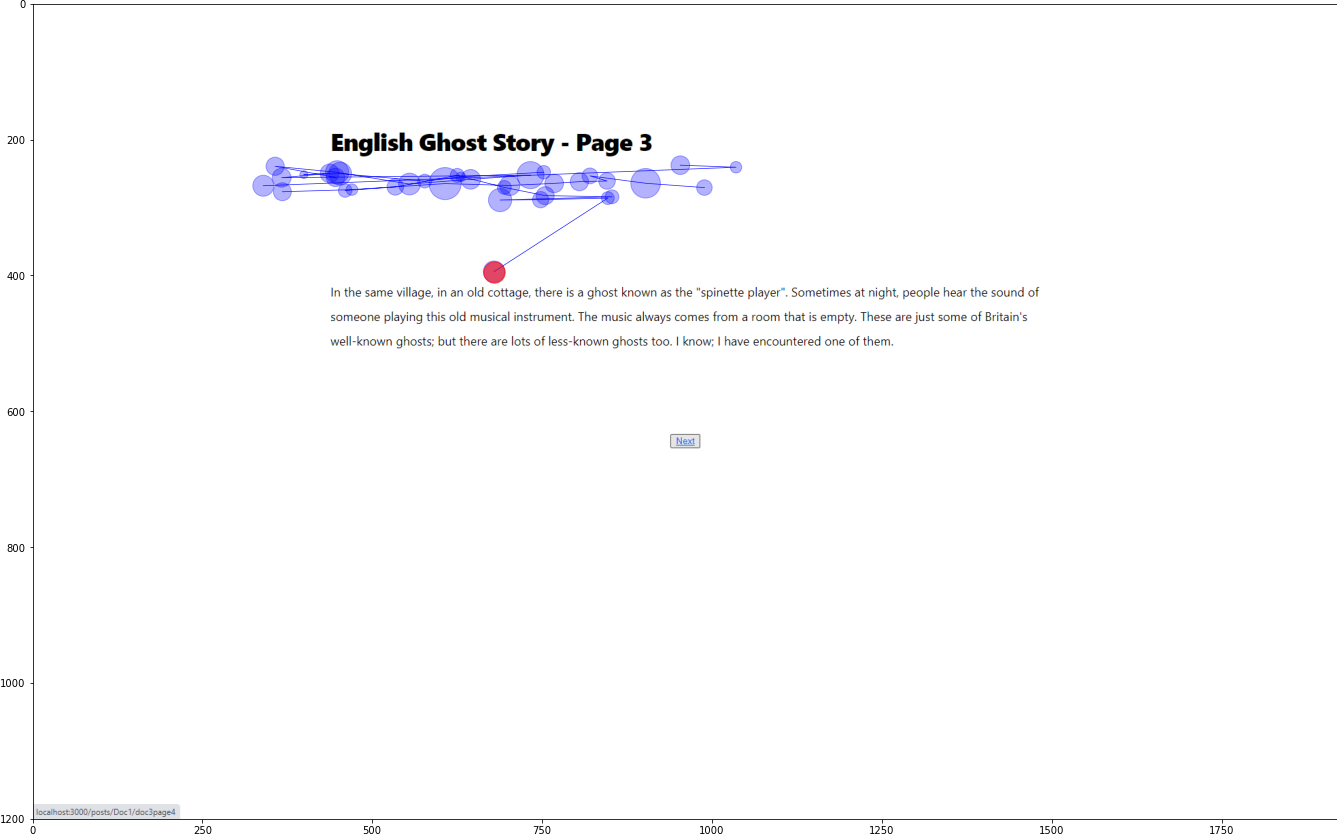 0
200
English Ghost Story - Page 3
400
In the same village, in an old cottage, there is a ghost known as the "spinette player". Sometimes at night, people hear the sound of
someone playing this old musical instrument. The music always comes from a room that is empty. These are just some of Britain's
well-known ghosts; but there are lots of less-known ghosts too. I know; I have encountered one of them.
600
Next
800
1000
localhost:3000/posts/Doc1/doc3page4
1200
0 250 500 750 1000 1250 1500 1750